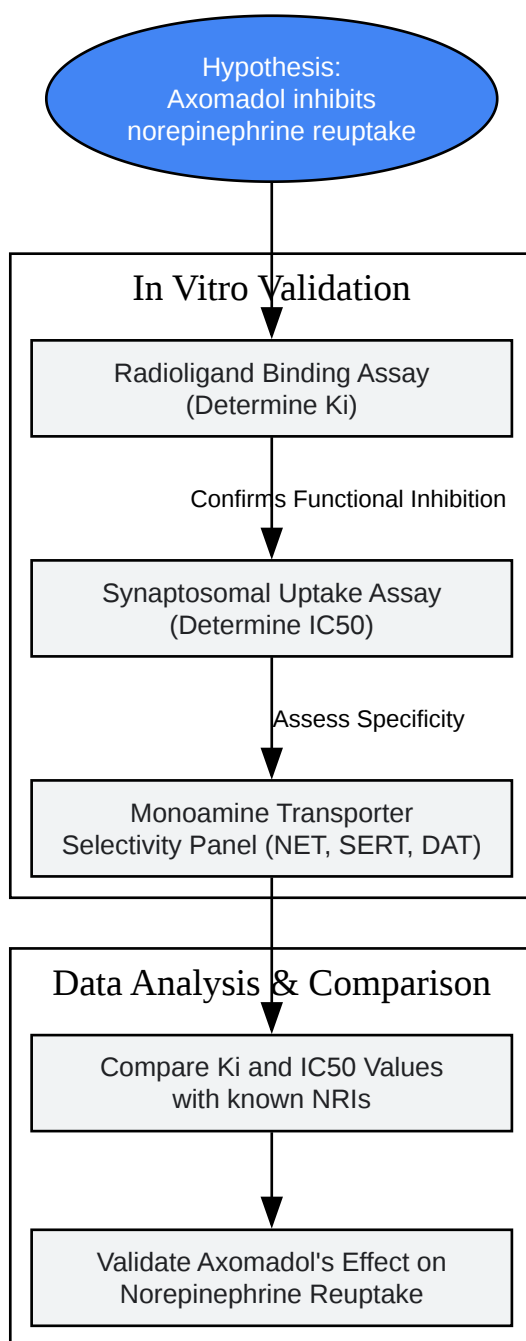 Hypothesis:
Axomadol inhibits
norepinephrine reuptake
In Vitro Validation
Radioligand Binding Assay
(Determine Ki)
Confirms Functional Inhibition
Synaptosomal Uptake Assay
(Determine IC50)
Assess Specificity
Monoamine Transporter
Selectivity Panel (NET, SERT, DAT)
Data Analysis & Comparison
Compare Ki and IC50 Values
with known NRIs
Validate Axomadol's Effect on
Norepinephrine Reuptake